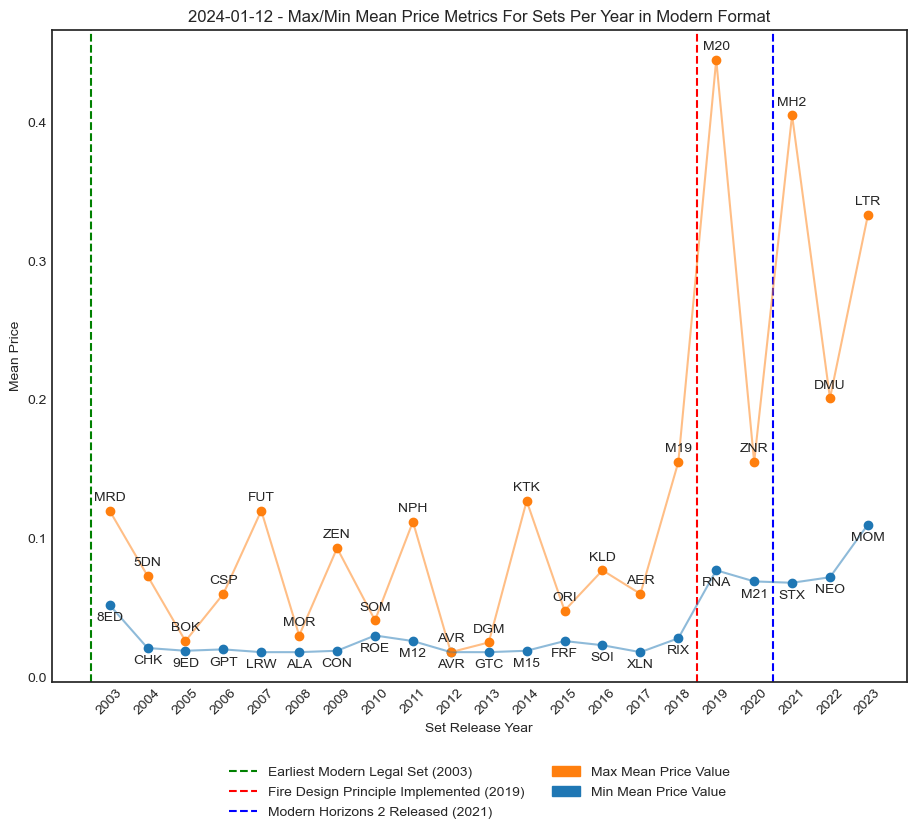 2024-01-12 - Max/Min Mean Price Metrics For Sets Per Year in Modern Format
Mean Price
0.4
0.3
0.2
0.1
0.0
MRD
5DN
BOK
CSP
FUT
MOR
ZEN
SOM
NPH
AVR
DGM
KTK
ORI
KLD
AER
M19
M20
ZNR
MH2
DMU
LTR
8ED
CHK
9ED
GPT
LRW
ALA
CON
ROE
M12
AVR
GTC
M15
FRF
SOI
XLN
RIX
RNA
M21
STX
NEO
MOM
2003
2004
2005
2006
2007
2008
2009
2010
2011
2012
2013
2014
2015
2016
2017
2018
2019
2020
2021
2022
2023
Set Release Year
Earliest Modern Legal Set (2003)
Fire Design Principle Implemented (2019)
Modern Horizons 2 Released (2021)
Max Mean Price Value
Min Mean Price Value